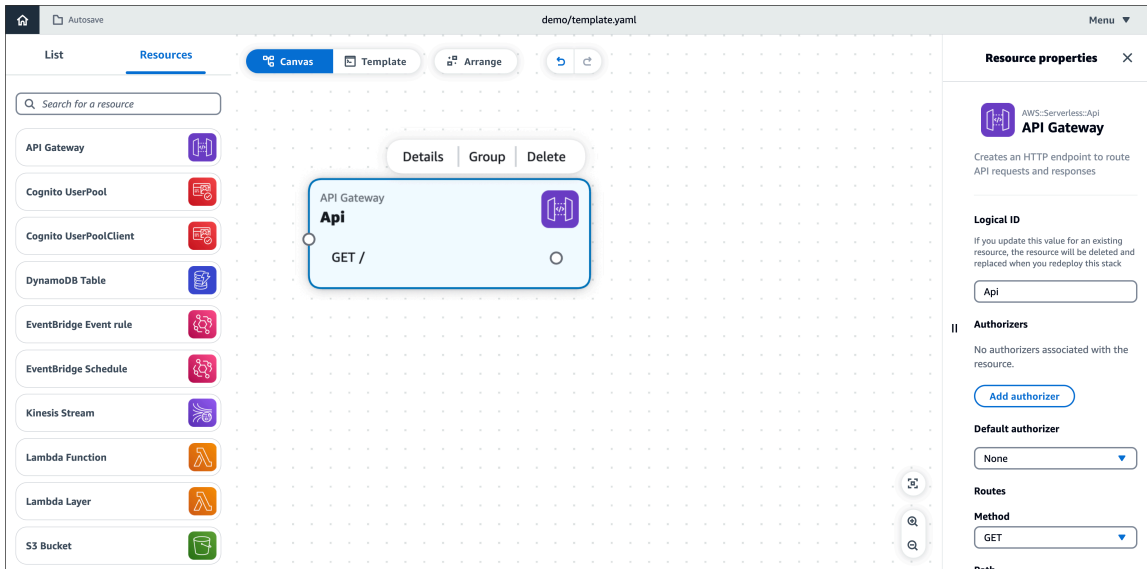 Autosave
demo/template.yaml
Menu
List
Resources
Search for a resource
API Gateway
Cognito UserPool
Cognito UserPoolClient
DynamoDB Table
EventBridge Event rule
EventBridge Schedule
Kinesis Stream
Lambda Function
Lambda Layer
S3 Bucket
Canvas
Template
Arrange
Details
Group
Delete
API Gateway
Api
GET /
Resource properties
AWS::Serverless::Api
API Gateway
Creates an HTTP endpoint to route
API requests and responses
Logical ID
If you update this value for an existing
resource, the resource will be deleted and
replaced when you redeploy this stack
Api
Authorizers
No authorizers associated with the
resource.
Add authorizer
Default authorizer
None
Routes
Method
GET